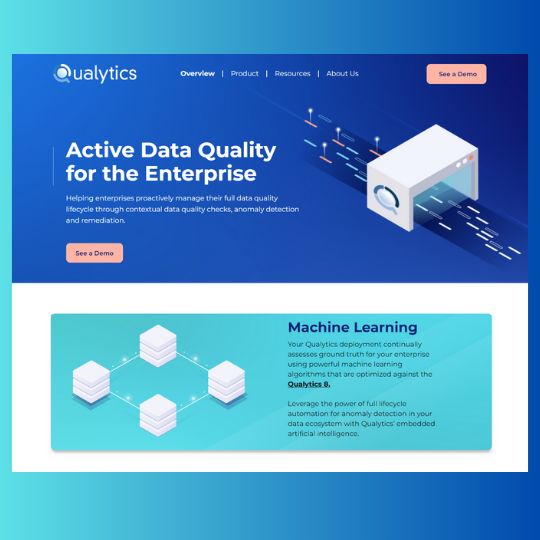 Qualytics
Overview | Product | Resources | About Us
See a Demo
Active Data Quality
for the Enterprise
Helping enterprises proactively manage their full data quality
lifecycle through contextual data quality checks, anomaly detection
and remediation.
See a Demo
Machine Learning
Your Qualytics deployment continually
assesses ground truth for your enterprise
using powerful machine learning
algorithms that are optimized against the
Qualytics 8.
Leverage the power of full lifecycle
automation for anomaly detection in your
data ecosystem with Qualytics' embedded
artificial intelligence.